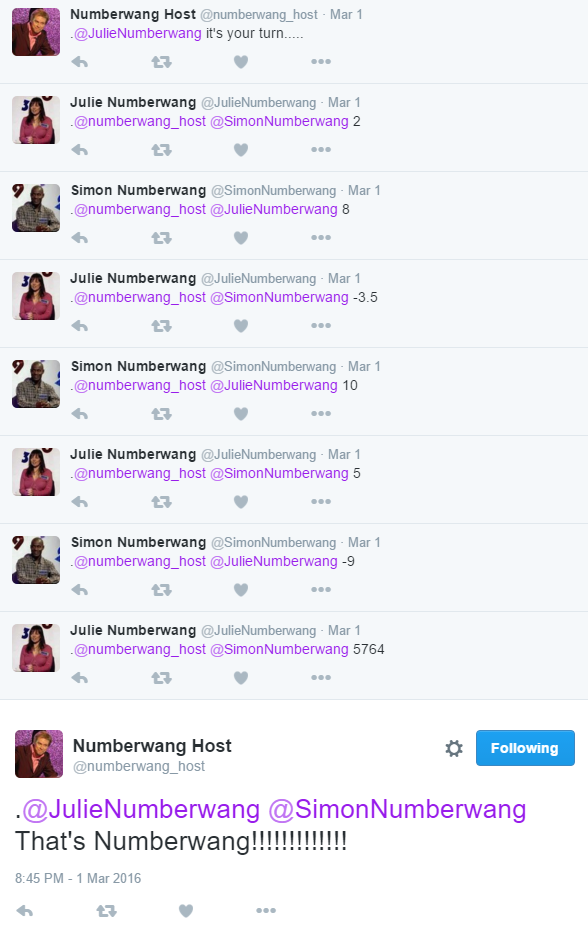 Numberwang Host @numberwang_host · Mar 1
.@JulieNumberwang it's your turn.....
Julie Numberwang @JulieNumberwang · Mar 1
.@numberwang_host @SimonNumberwang 2
Simon Numberwang @SimonNumberwang · Mar 1
.@numberwang_host @JulieNumberwang 8
Julie Numberwang @JulieNumberwang · Mar 1
.@numberwang_host @SimonNumberwang -3.5
Simon Numberwang @SimonNumberwang · Mar 1
.@numberwang_host @JulieNumberwang 10
Julie Numberwang @JulieNumberwang · Mar 1
.@numberwang_host @SimonNumberwang 5
Simon Numberwang @SimonNumberwang · Mar 1
.@numberwang_host @JulieNumberwang -9
Julie Numberwang @JulieNumberwang · Mar 1
.@numberwang_host @SimonNumberwang 5764
Numberwang Host
@numberwang_host
Following
.@JulieNumberwang @SimonNumberwang
That's Numberwang!!!!!!!!!!!!!
8:45 PM - 1 Mar 2016